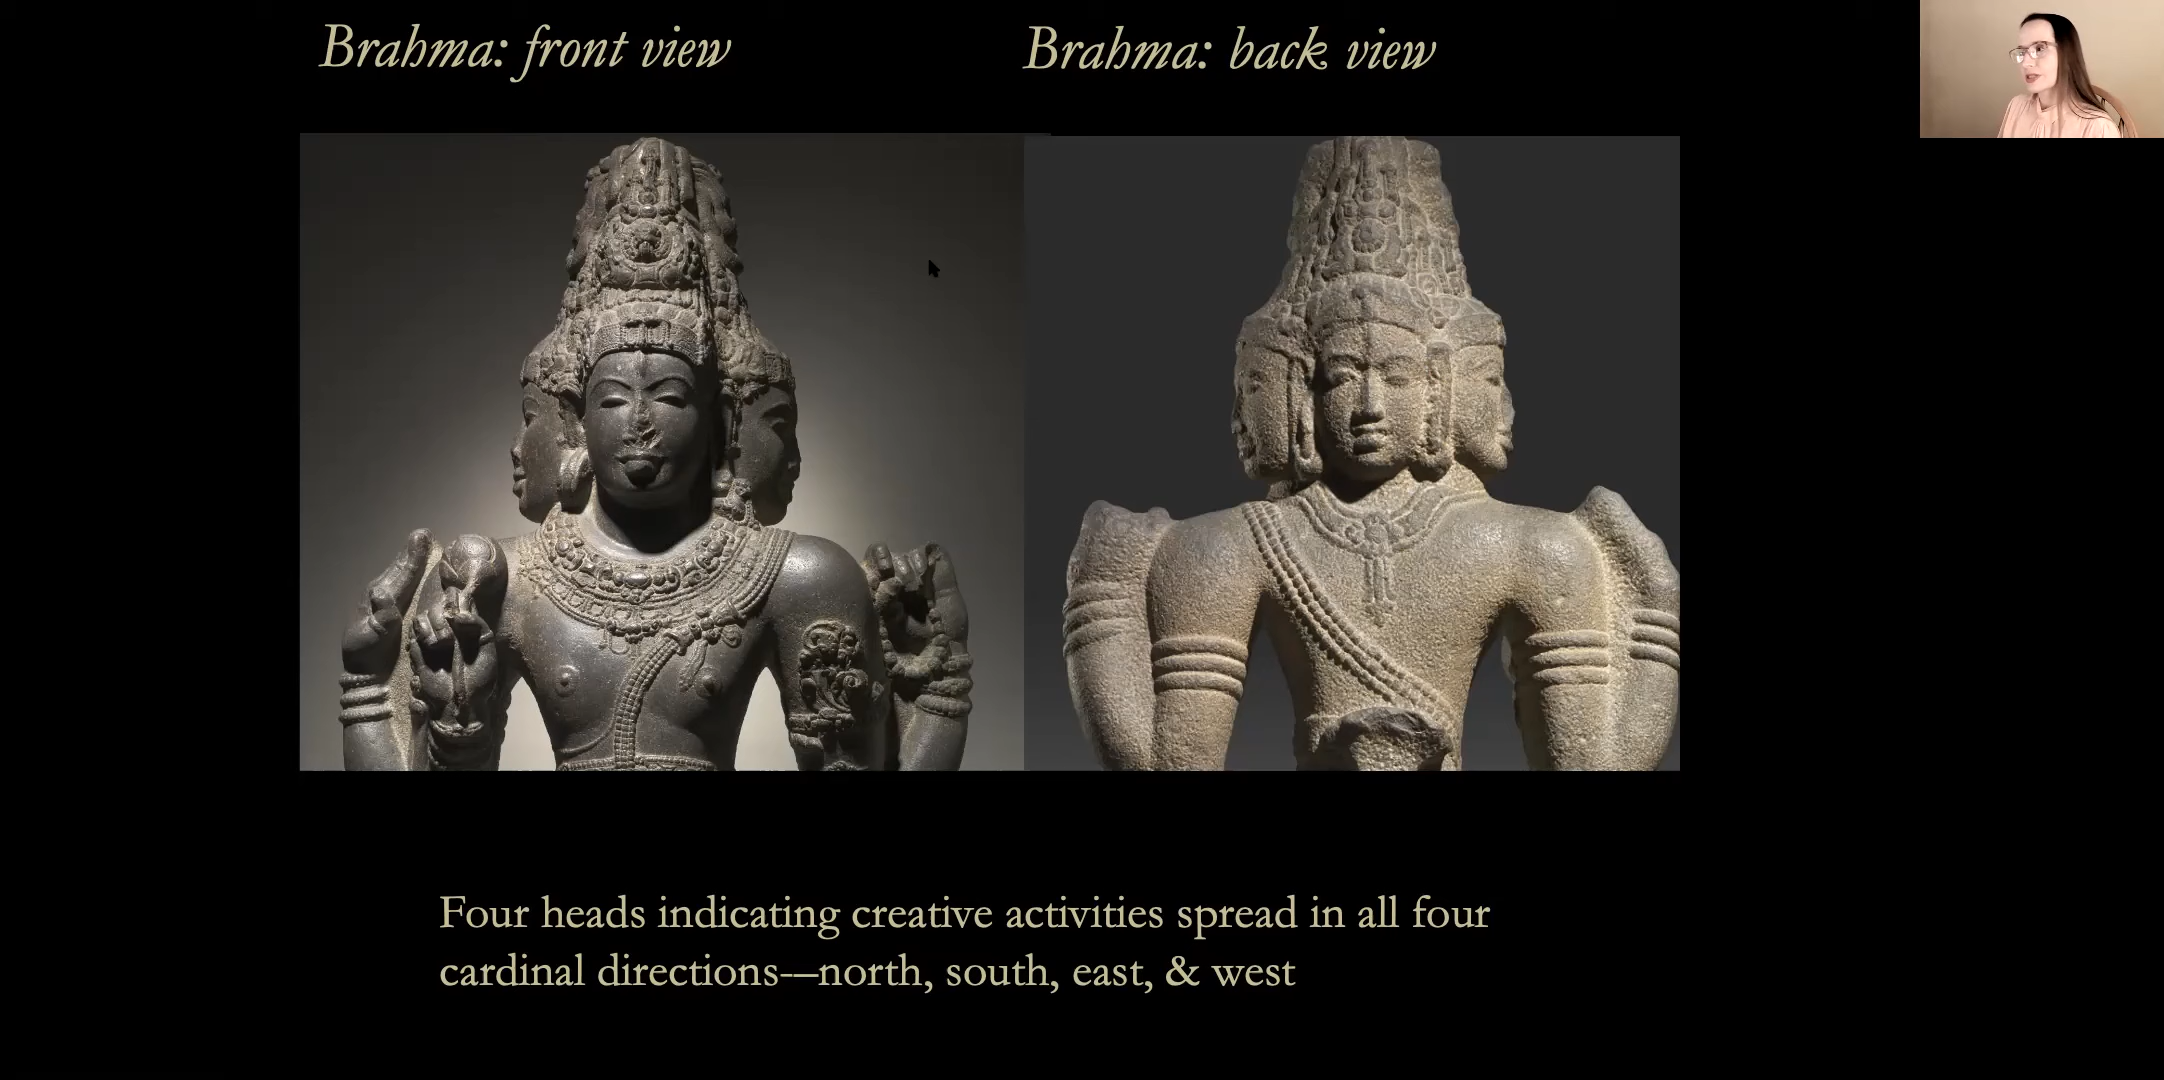 Brahma: front view
Brahma: back view
Four heads indicating creative activities spread in all four
cardinal directions-–north, south, east, & west